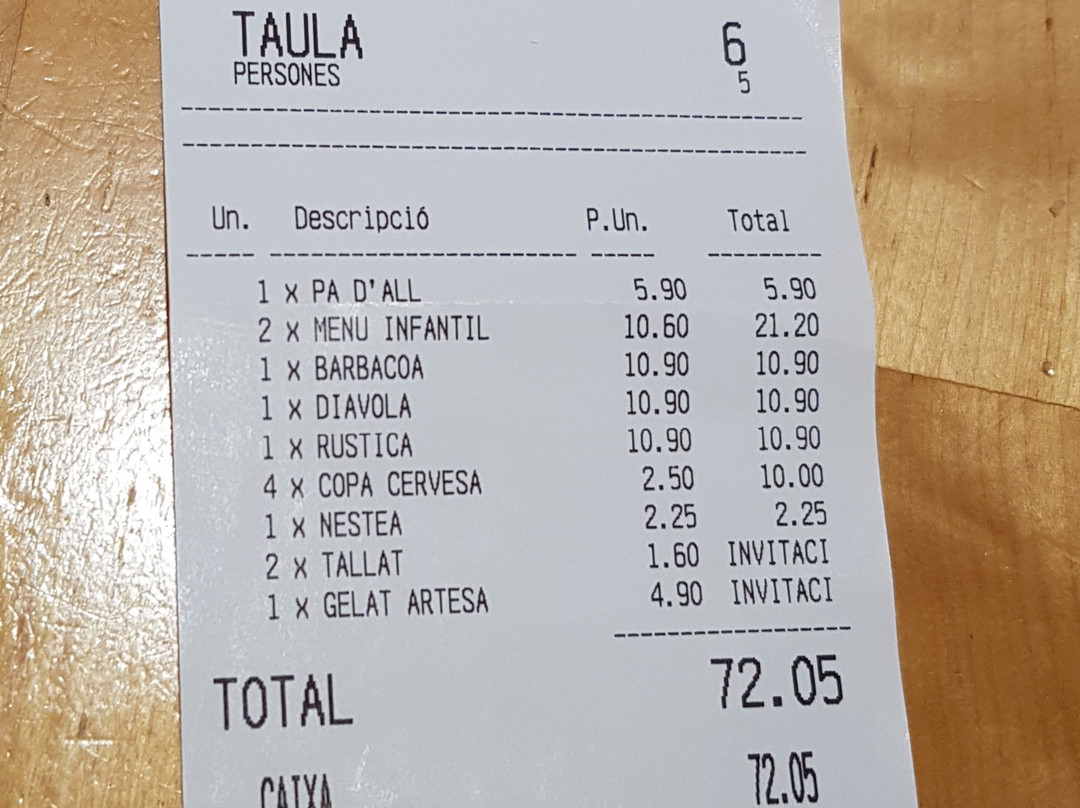 TAULA 6
PERSONES 5
Un. Descripció P.Un. Total
1 x PA D'ALL 5.90 5.90
2 x MENU INFANTIL 10.60 21.20
1 x BARBACOA 10.90 10.90
1 x DIAVOLA 10.90 10.90
1 x RUSTICA 10.90 10.90
4 x COPA CERVESA 2.50 10.00
1 x NESTEA 2.25 2.25
2 x TALLAT 1.60 INVITACI
1 x GELAT ARTESA 4.90 INVITACI
TOTAL 72.05
CAIXA 72.05